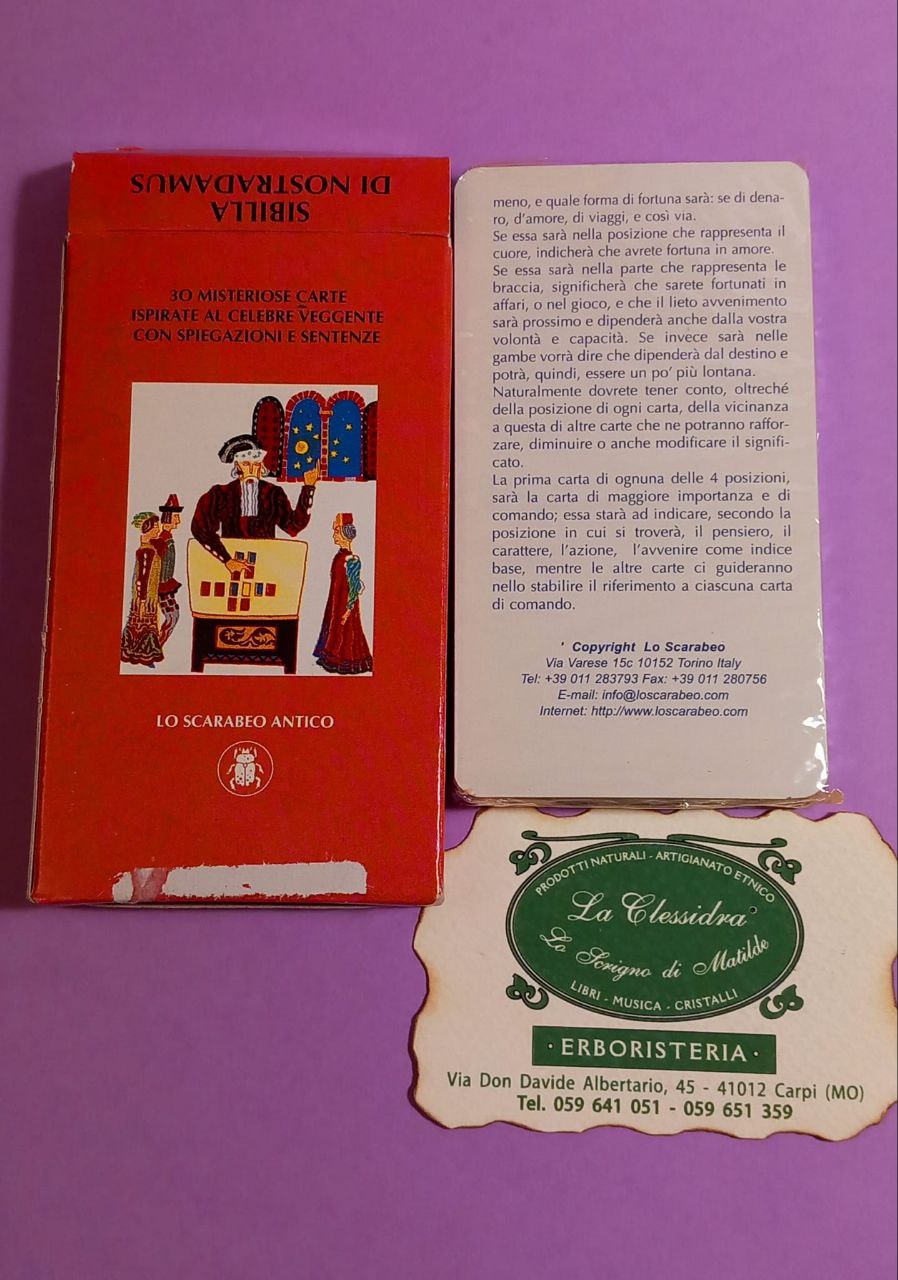 SIBILLA
DI NOSTRADAMUS
30 MISTERIOSE CARTE
ISPIRATE AL CELEBRE VEGGENTE
CON SPIEGAZIONI E SENTENZE
LO SCARABEO ANTICO
meno, e quale forma di fortuna sarà: se di dena-
ro, d'amore, di viaggi, e così via.
Se essa sarà nella posizione che rappresenta il
cuore, indicherà che avrete fortuna in amore.
Se essa sarà nella parte che rappresenta le
braccia, significherà che sarete fortunati in
affari, o nel gioco, e che il lieto avvenimento
sarà prossimo e dipenderà anche dalla vostra
volontà e capacità. Se invece sarà nelle
gambe vorrà dire che dipenderà dal destino e
potrà, quindi, essere un po' più lontana.
Naturalmente dovrete tener conto, oltreché
della posizione di ogni carta, della vicinanza
a questa di altre carte che ne potranno raffor-
zare, diminuire o anche modificare il signifi-
cato.
La prima carta di ognuna delle 4 posizioni,
sarà la carta di maggiore importanza e di
comando; essa starà ad indicare, secondo la
posizione in cui si troverà, il pensiero, il
carattere, l'azione, l'avvenire come indice
base, mentre le altre carte ci guideranno
nello stabilire il riferimento a ciascuna carta
di comando.
' Copyright Lo Scarabeo
Via Varese 15c 10152 Torino Italy
Tel: +39 011 283793 Fax: +39 011 280756
E-mail: info@loscarabeo.com
Internet: http://www.loscarabeo.com
PRODOTTI NATURALI - ARTIGIANATO ETNICO
La Clessidra
Lo Scrigno di Matilde
LIBRI - MUSICA - CRISTALLI
· ERBORISTERIA ·
Via Don Davide Albertario, 45 - 41012 Carpi (MO)
Tel. 059 641 051 - 059 651 359